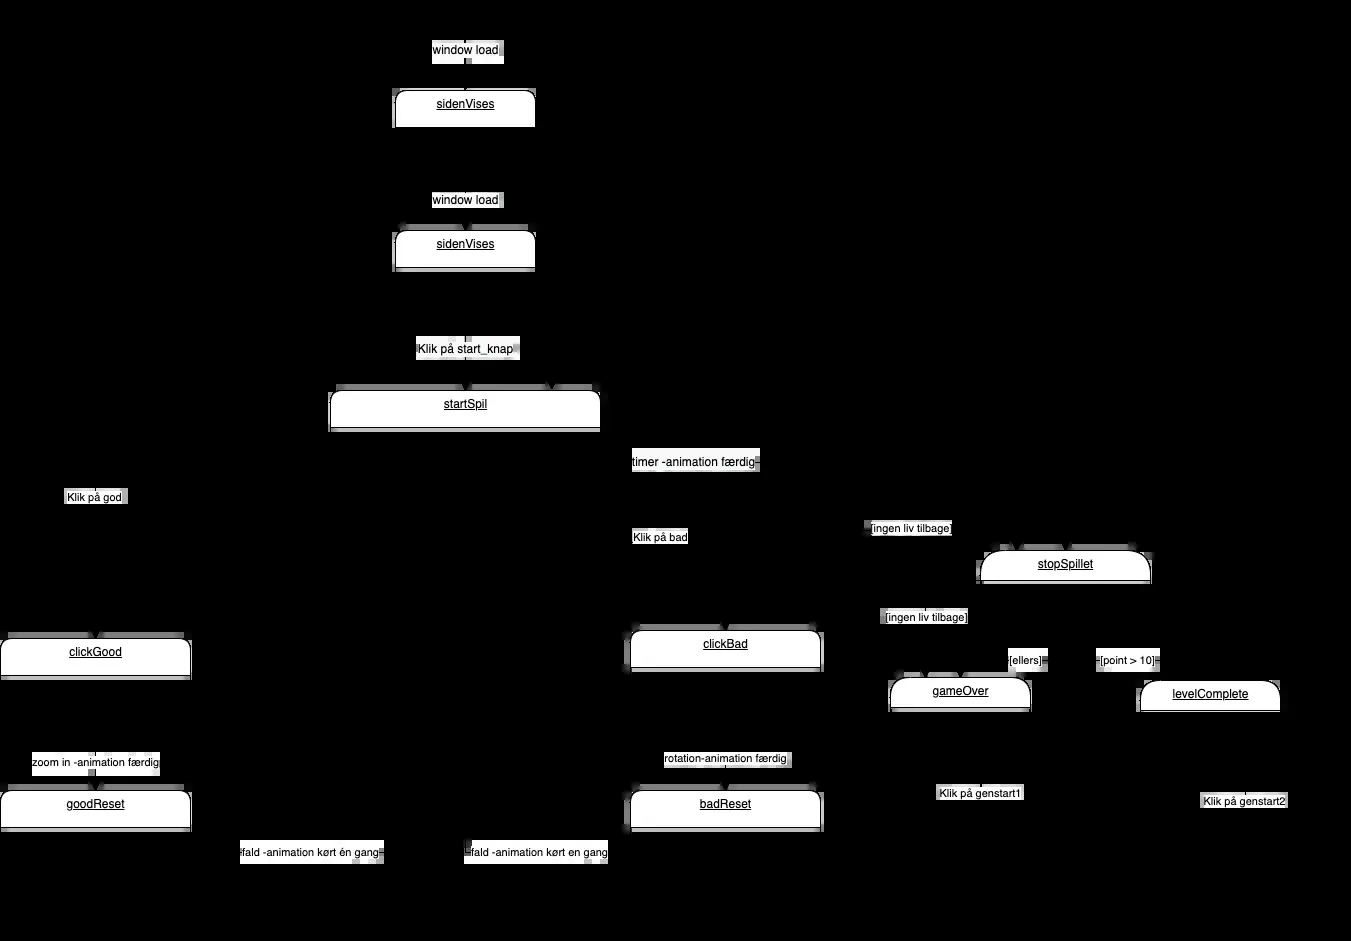 window load
sidenVises
window load
sidenVises
Klik på start_knap
startSpil
timer -animation færdig
Klik på god
Klik på bad
[ingen liv tilbage]
stopSpillet
[ingen liv tilbage]
clickGood
clickBad
[ellers]
[point > 10]
gameOver
levelComplete
zoom in -animation færdig
rotation-animation færdig
goodReset
badReset
Klik på genstart1
Klik på genstart2
fald -animation kørt én gang
fald -animation kørt en gang